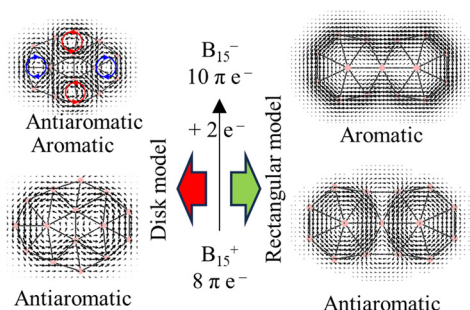 Antiaromatic
Aromatic
Antiaromatic
Disk model
B₁₅⁻
10 π e⁻
+ 2 e⁻
B₁₅⁺
8 π e⁻
Rectangular model
Aromatic
Antiaromatic